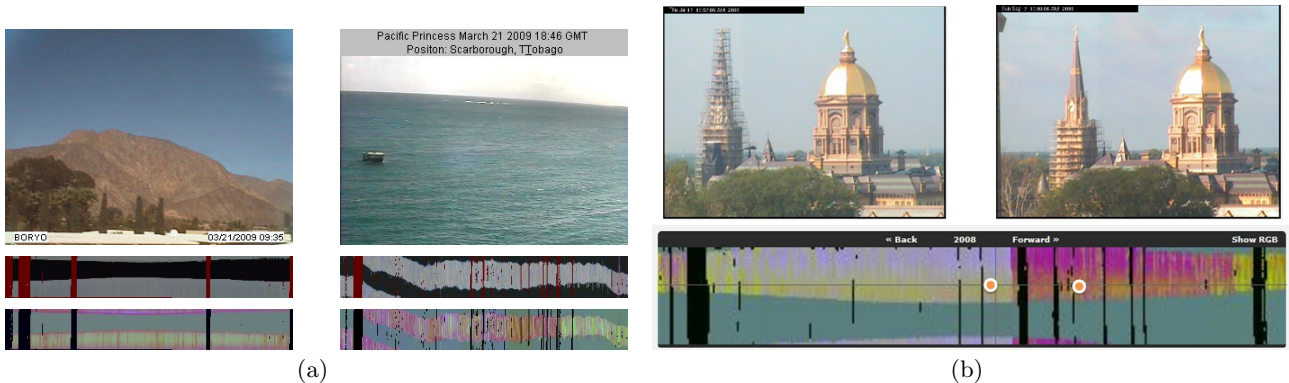 Pacific Princess March 21 2009 18:46 GMT
Positon: Scarborough, TTobago
BORYO
03/21/2009 09:35
« Back
2008
Forward »
Show RGB
(a)
(b)